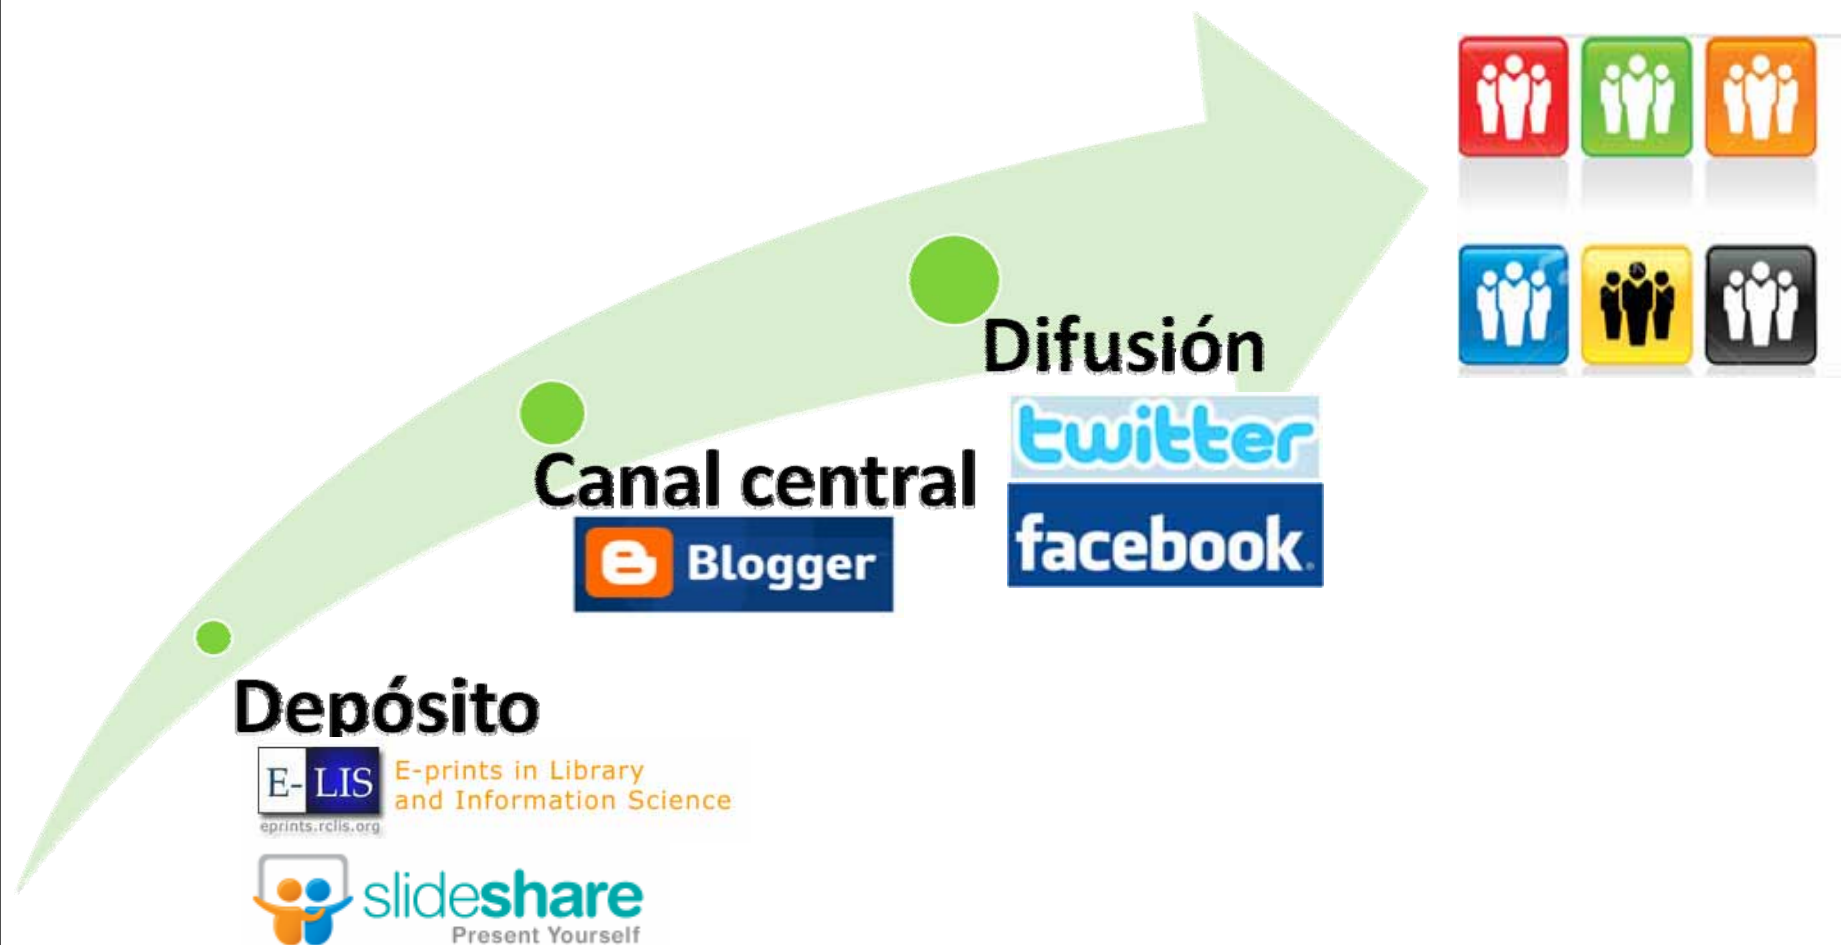 Difusión
twitter
facebook.
Canal central
Blogger
Depósito
E-LIS
E-prints in Library
and Information Science
eprints.rclis.org
slideshare
Present Yourself